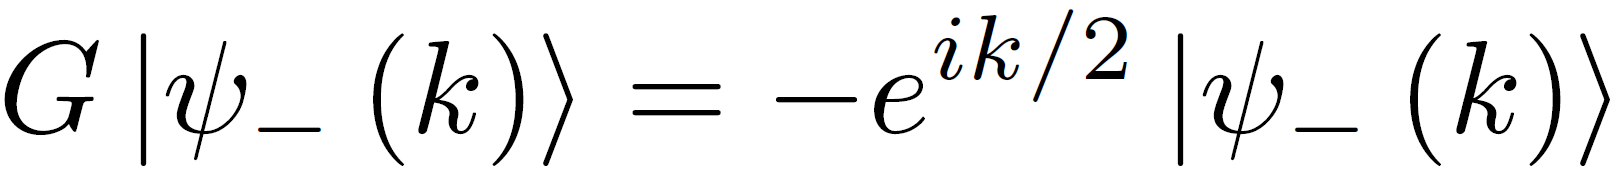 G |ψ₋ (k)⟩ = −e^{ik/2} |ψ₋ (k)⟩